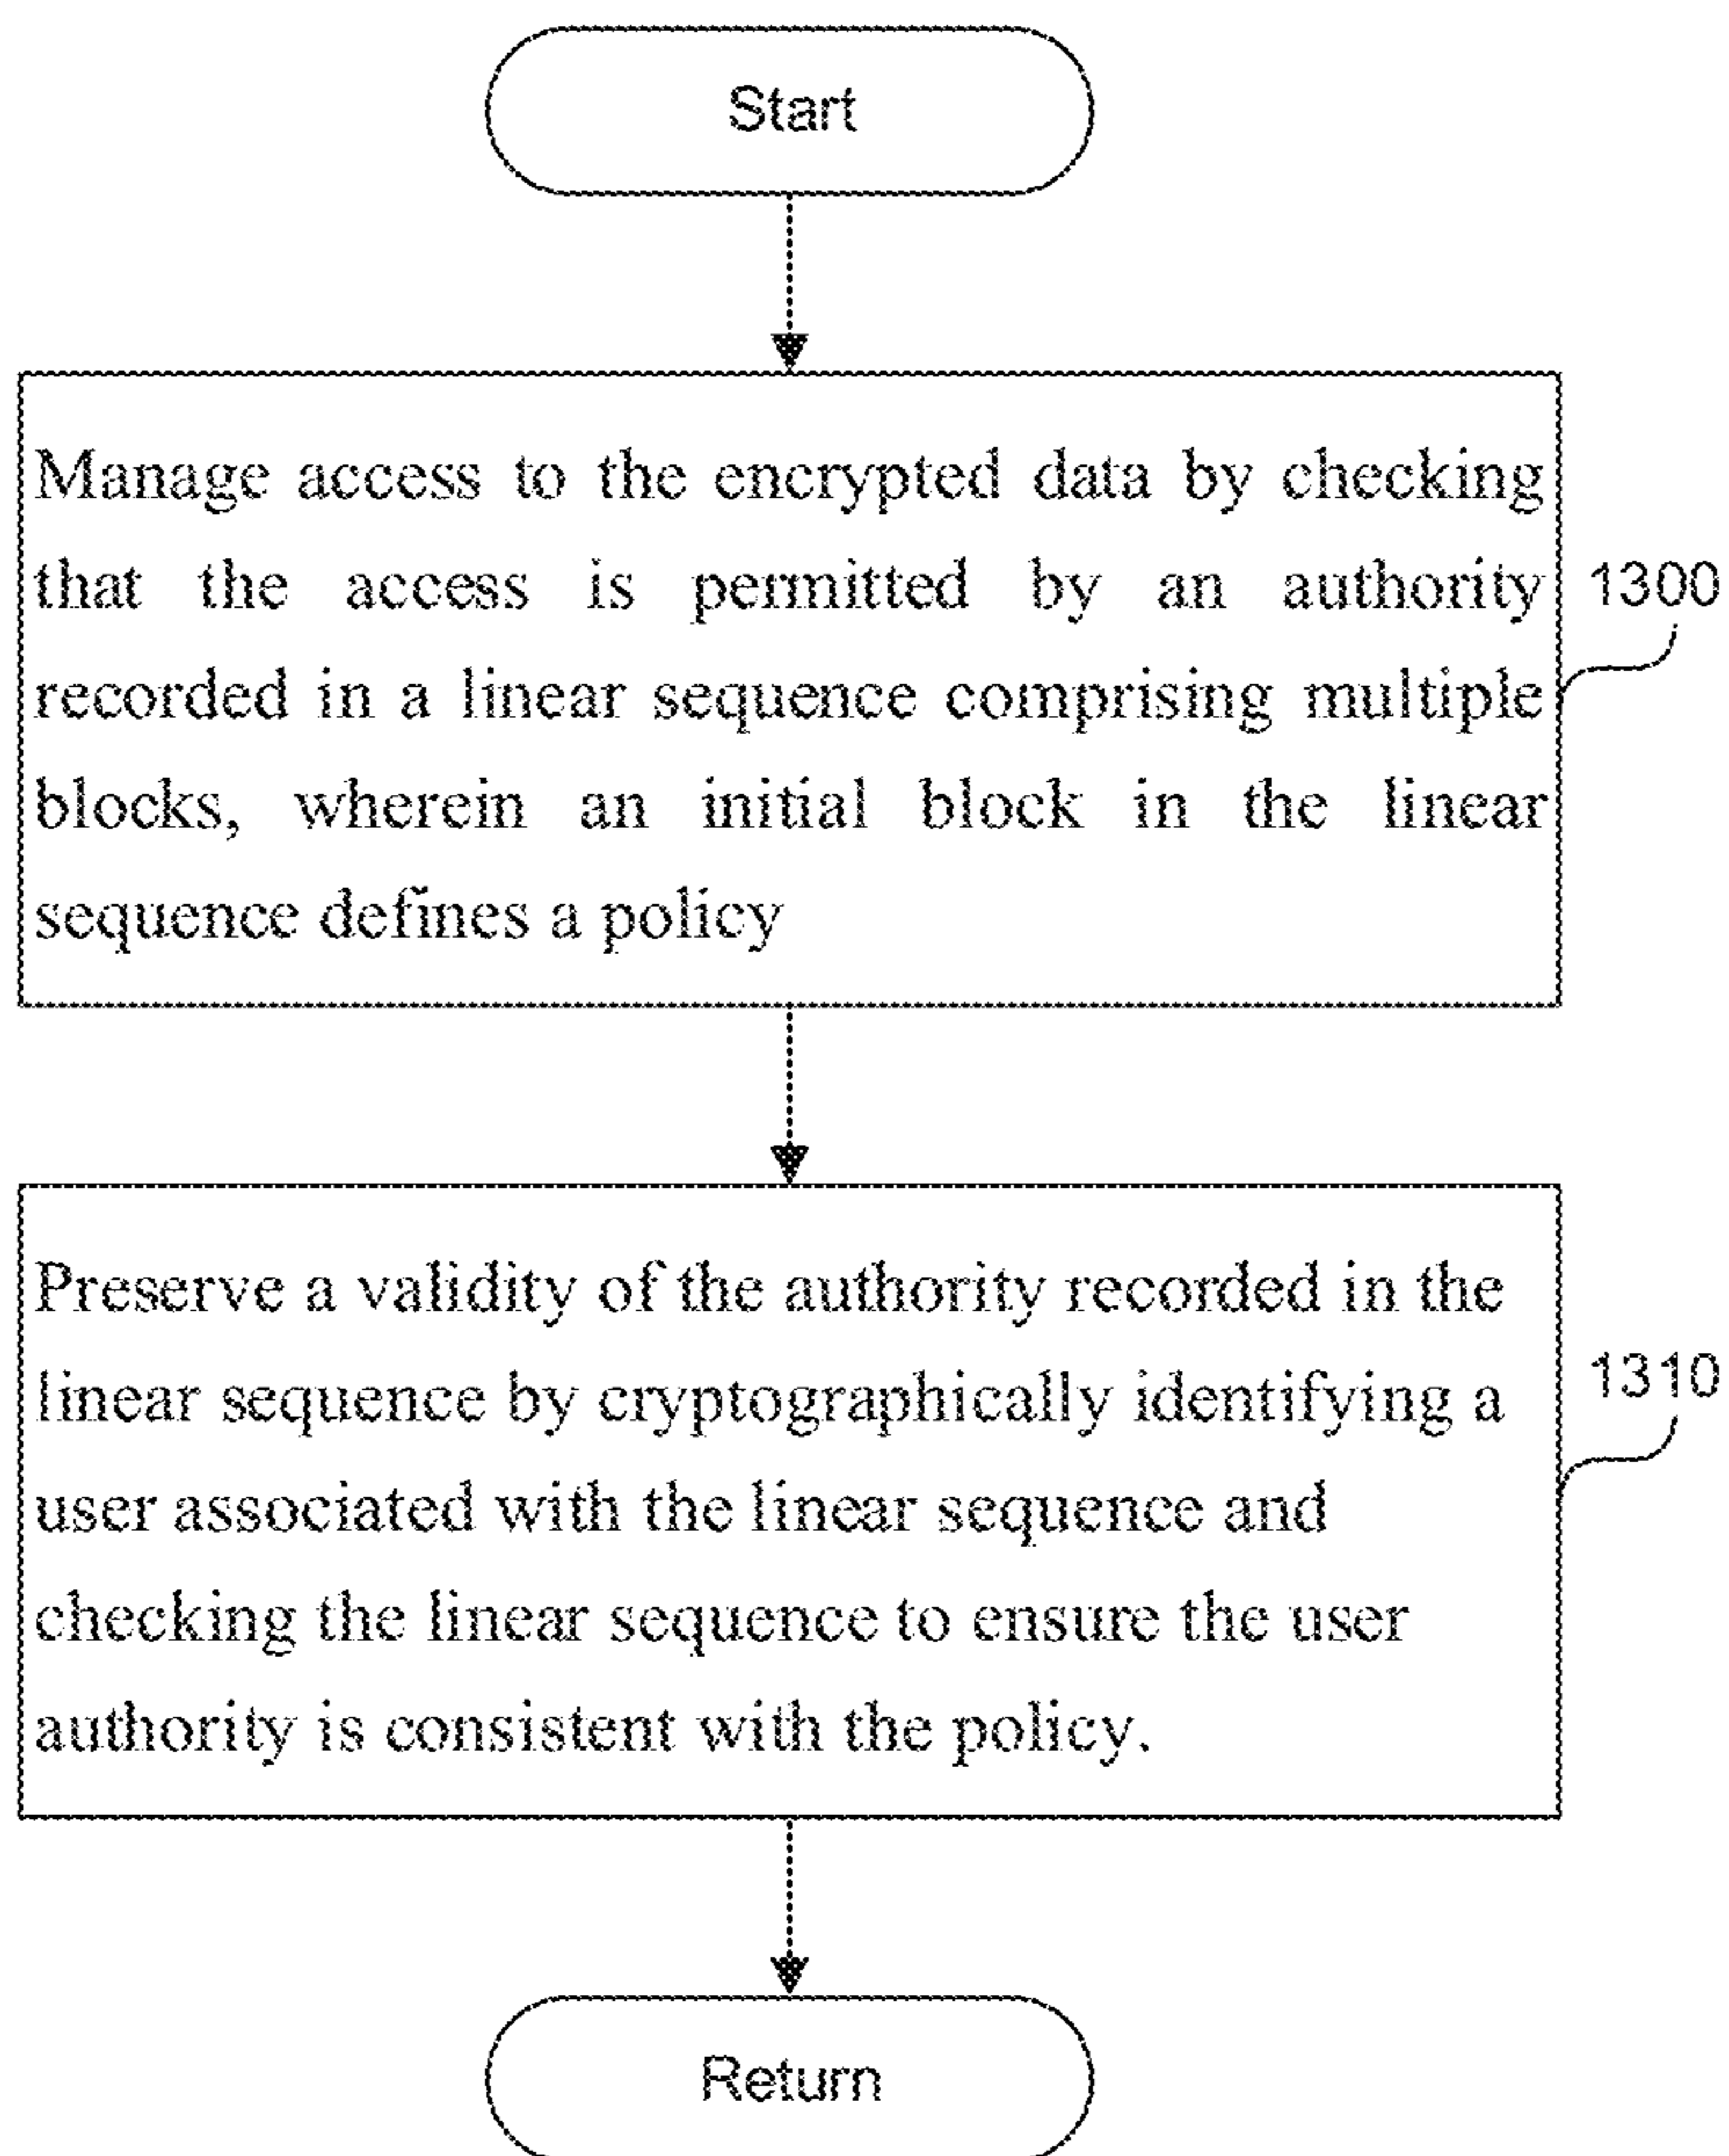 Start
Manage access to the encrypted data by checking
that the access is permitted by an authority
recorded in a linear sequence comprising multiple
blocks, wherein an initial block in the linear
sequence defines a policy
1300
Preserve a validity of the authority recorded in the
linear sequence by cryptographically identifying a
user associated with the linear sequence and
checking the linear sequence to ensure the user
authority is consistent with the policy.
1310
Return